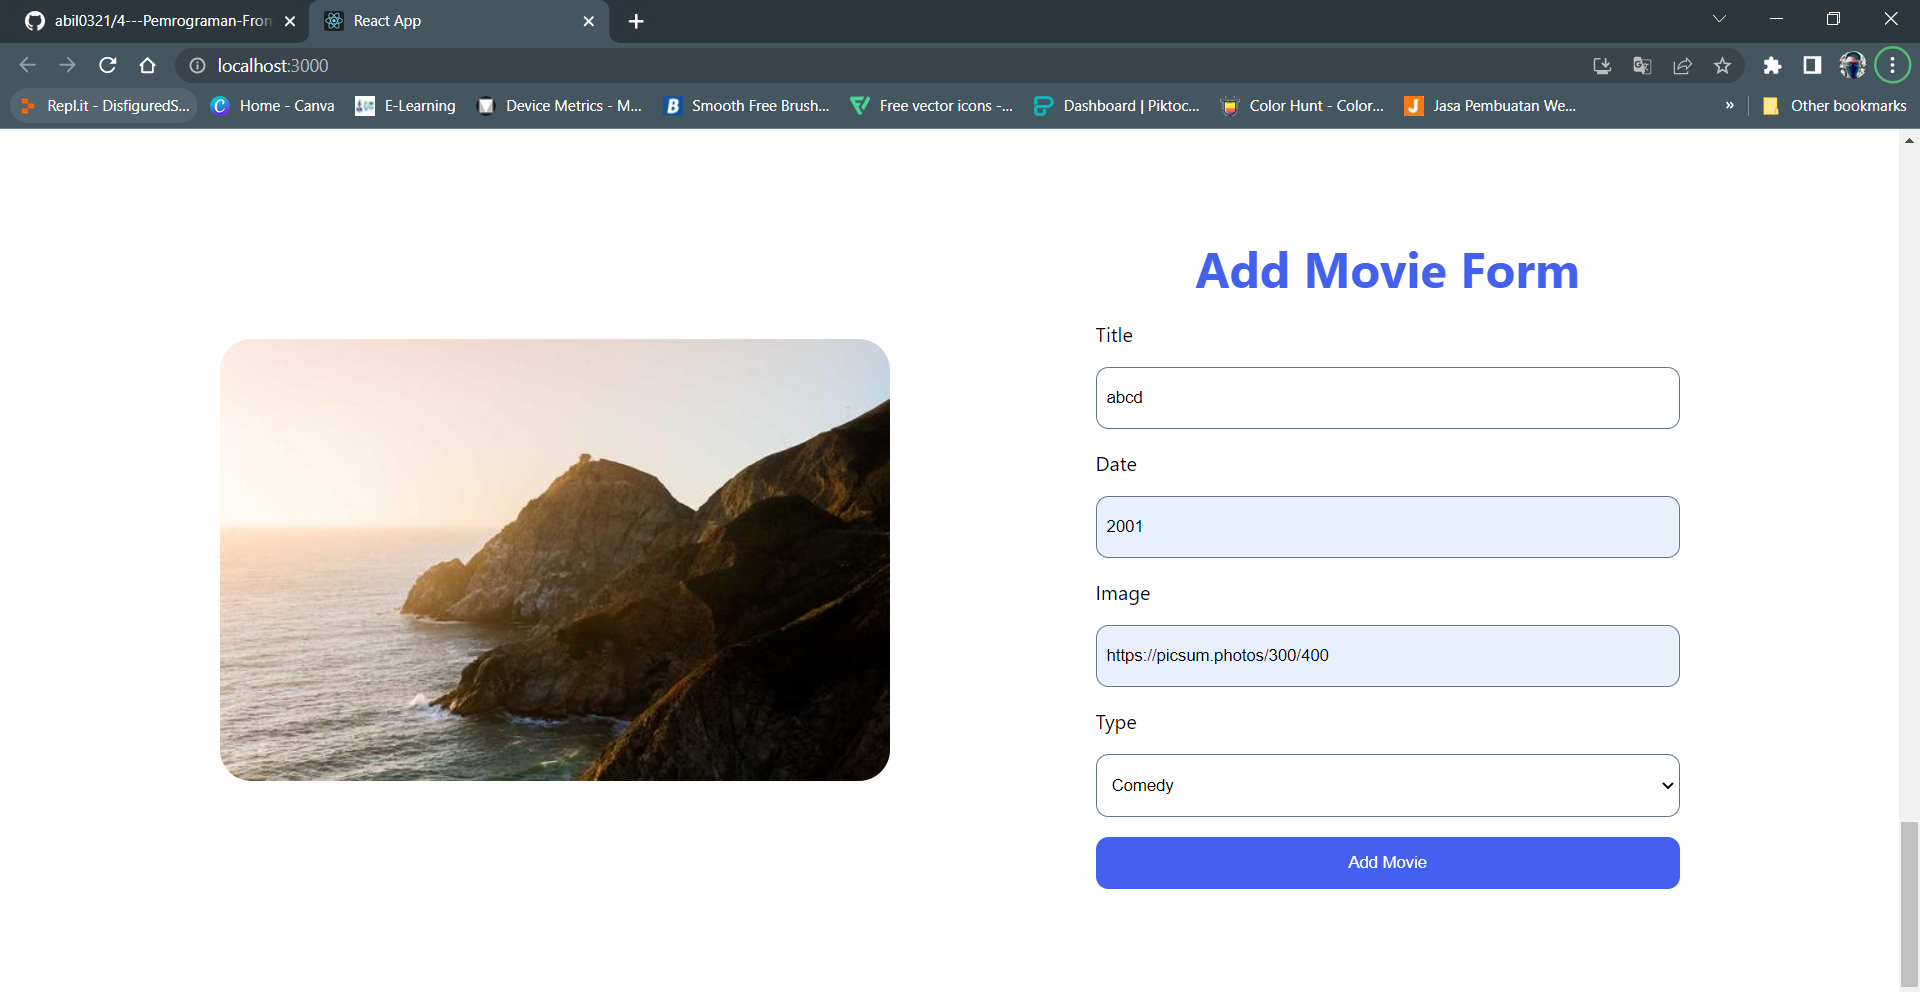 abil0321/4---Pemrograman-Fron
React App
localhost:3000
Repl.it - DisfiguredS...
Home - Canva
E-Learning
Device Metrics - M...
Smooth Free Brush...
Free vector icons -...
Dashboard | Piktoc...
Color Hunt - Color...
Jasa Pembuatan We...
»
Other bookmarks
Add Movie Form
Title
abcd
Date
2001
Image
https://picsum.photos/300/400
Type
Comedy
Add Movie